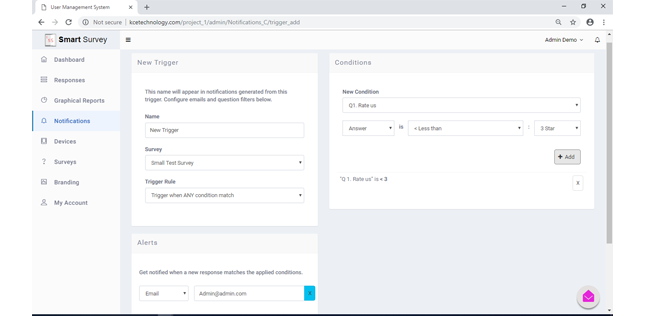 User Management System
Not secure | kcetechnology.com/project_1/admin/Notifications_C/trigger_add
Smart Survey
Admin Demo
Dashboard
Responses
Graphical Reports
Notifications
Devices
Surveys
Branding
My Account
New Trigger
This name will appear in notifications generated from this
trigger. Configure emails and question filters below.
Name
New Trigger
Survey
Small Test Survey
Trigger Rule
Trigger when ANY condition match
Alerta
Get notified when a new response matches the applied conditions.
Email
Admin@admin.com
X
Conditions
New Condition
Q1. Rate us
Answer is < Less than : 3 Star
+ Add
"Q 1. Rate us" is < 3
X